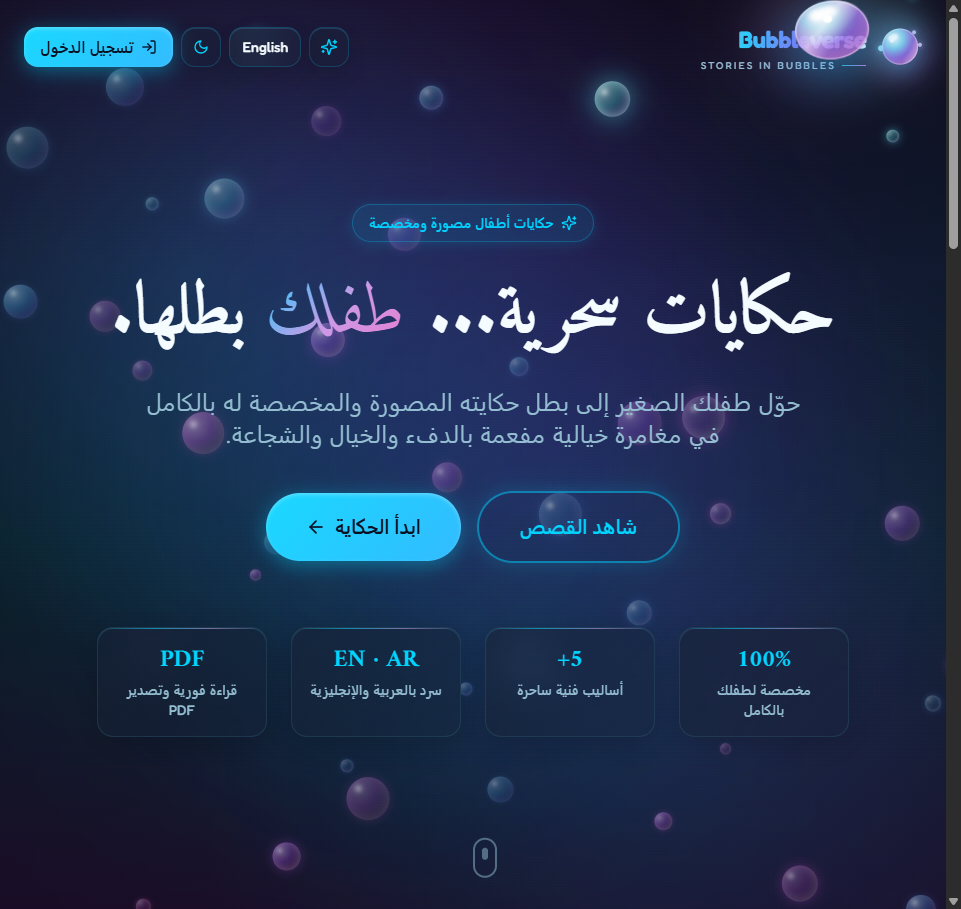 Bubbleverse
STORIES IN BUBBLES
English
تسجيل الدخول
حكايات أطفال مصورة ومخصصة
حكايات سحرية... طفلك بطلها.
حوّل طفلك الصغير إلى بطل حكايته المصورة والمخصصة له بالكامل
في مغامرة خيالية مفعمة بالدفء والخيال والشجاعة.
شاهد القصص
ابدأ الحكاية
100%
مخصصة لطفلك
بالكامل
+5
أساليب فنية ساحرة
EN · AR
سرد بالعربية والإنجليزية
PDF
قراءة فورية وتصدير
PDF